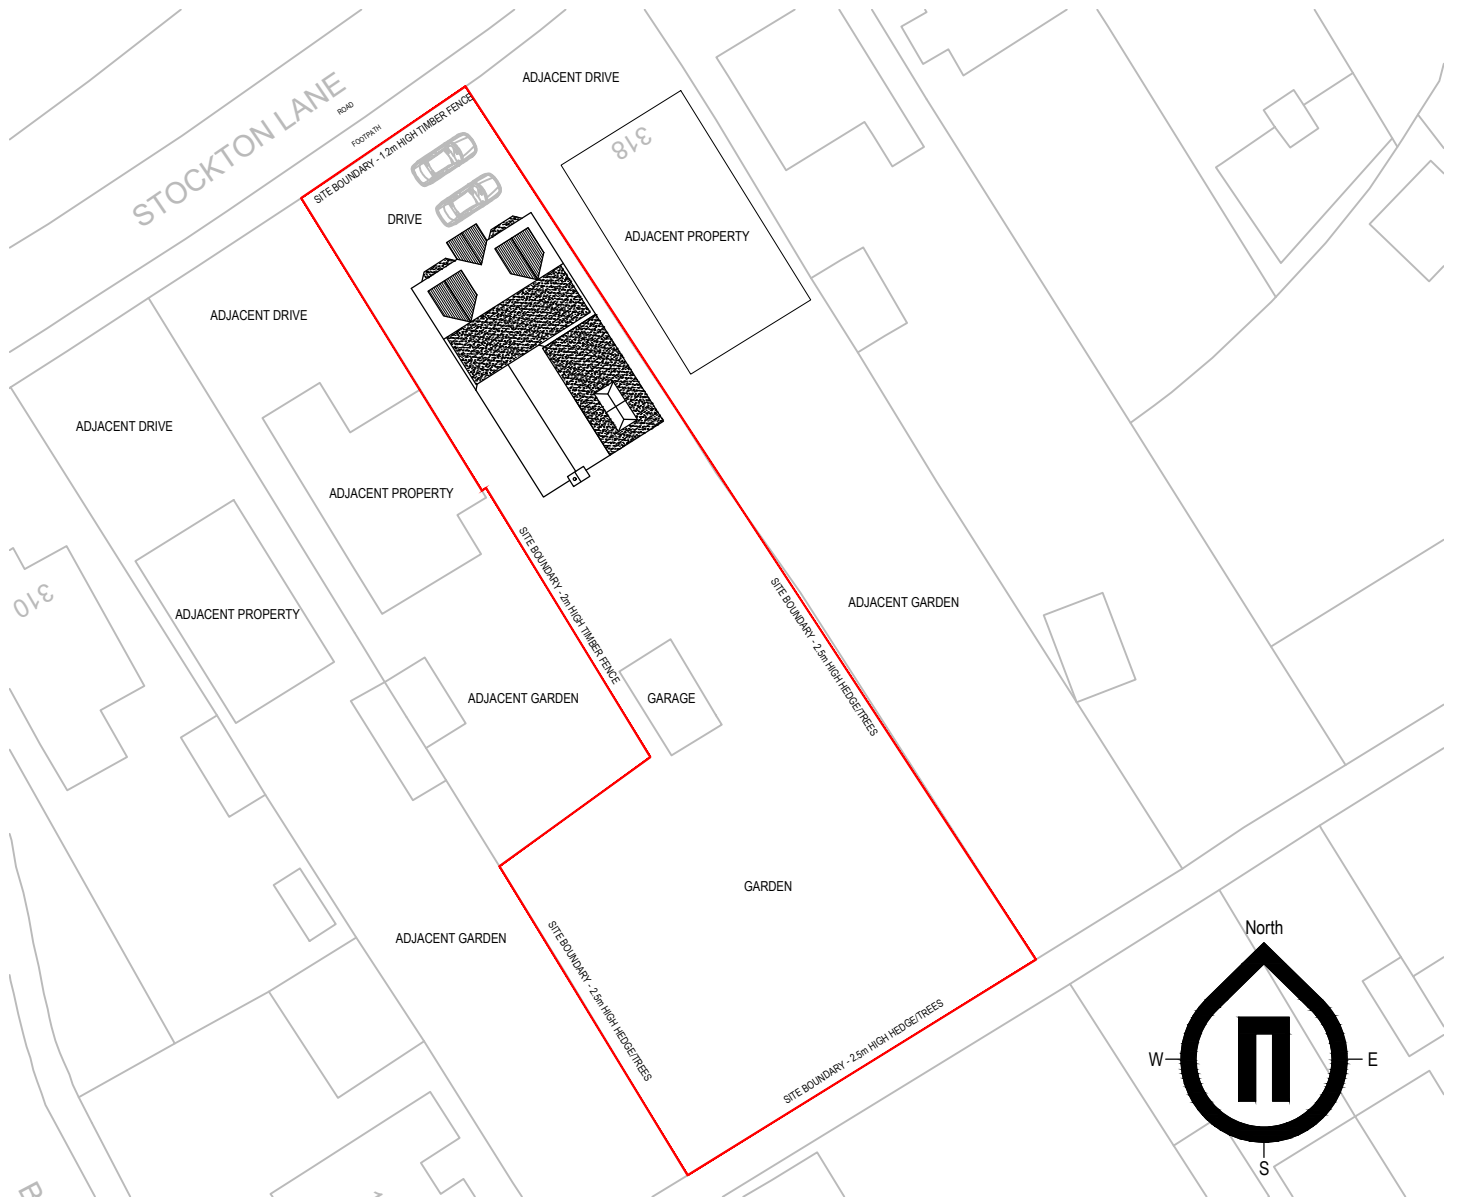 ADJACENT DRIVE
STOCKTON LANE
ROAD
FOOTPATH
SITE BOUNDARY - 1.2m HIGH TIMBER FENCE
318
DRIVE
ADJACENT PROPERTY
ADJACENT DRIVE
ADJACENT DRIVE
ADJACENT PROPERTY
SITE BOUNDARY - 2m HIGH TIMBER FENCE
310
ADJACENT PROPERTY
SITE BOUNDARY - 2.5m HIGH HEDGE/TREES
ADJACENT GARDEN
ADJACENT GARDEN
GARAGE
GARDEN
ADJACENT GARDEN
SITE BOUNDARY - 2.5m HIGH HEDGE/TREES
SITE BOUNDARY - 2.5m HIGH HEDGE/TREES
North
W
E
S